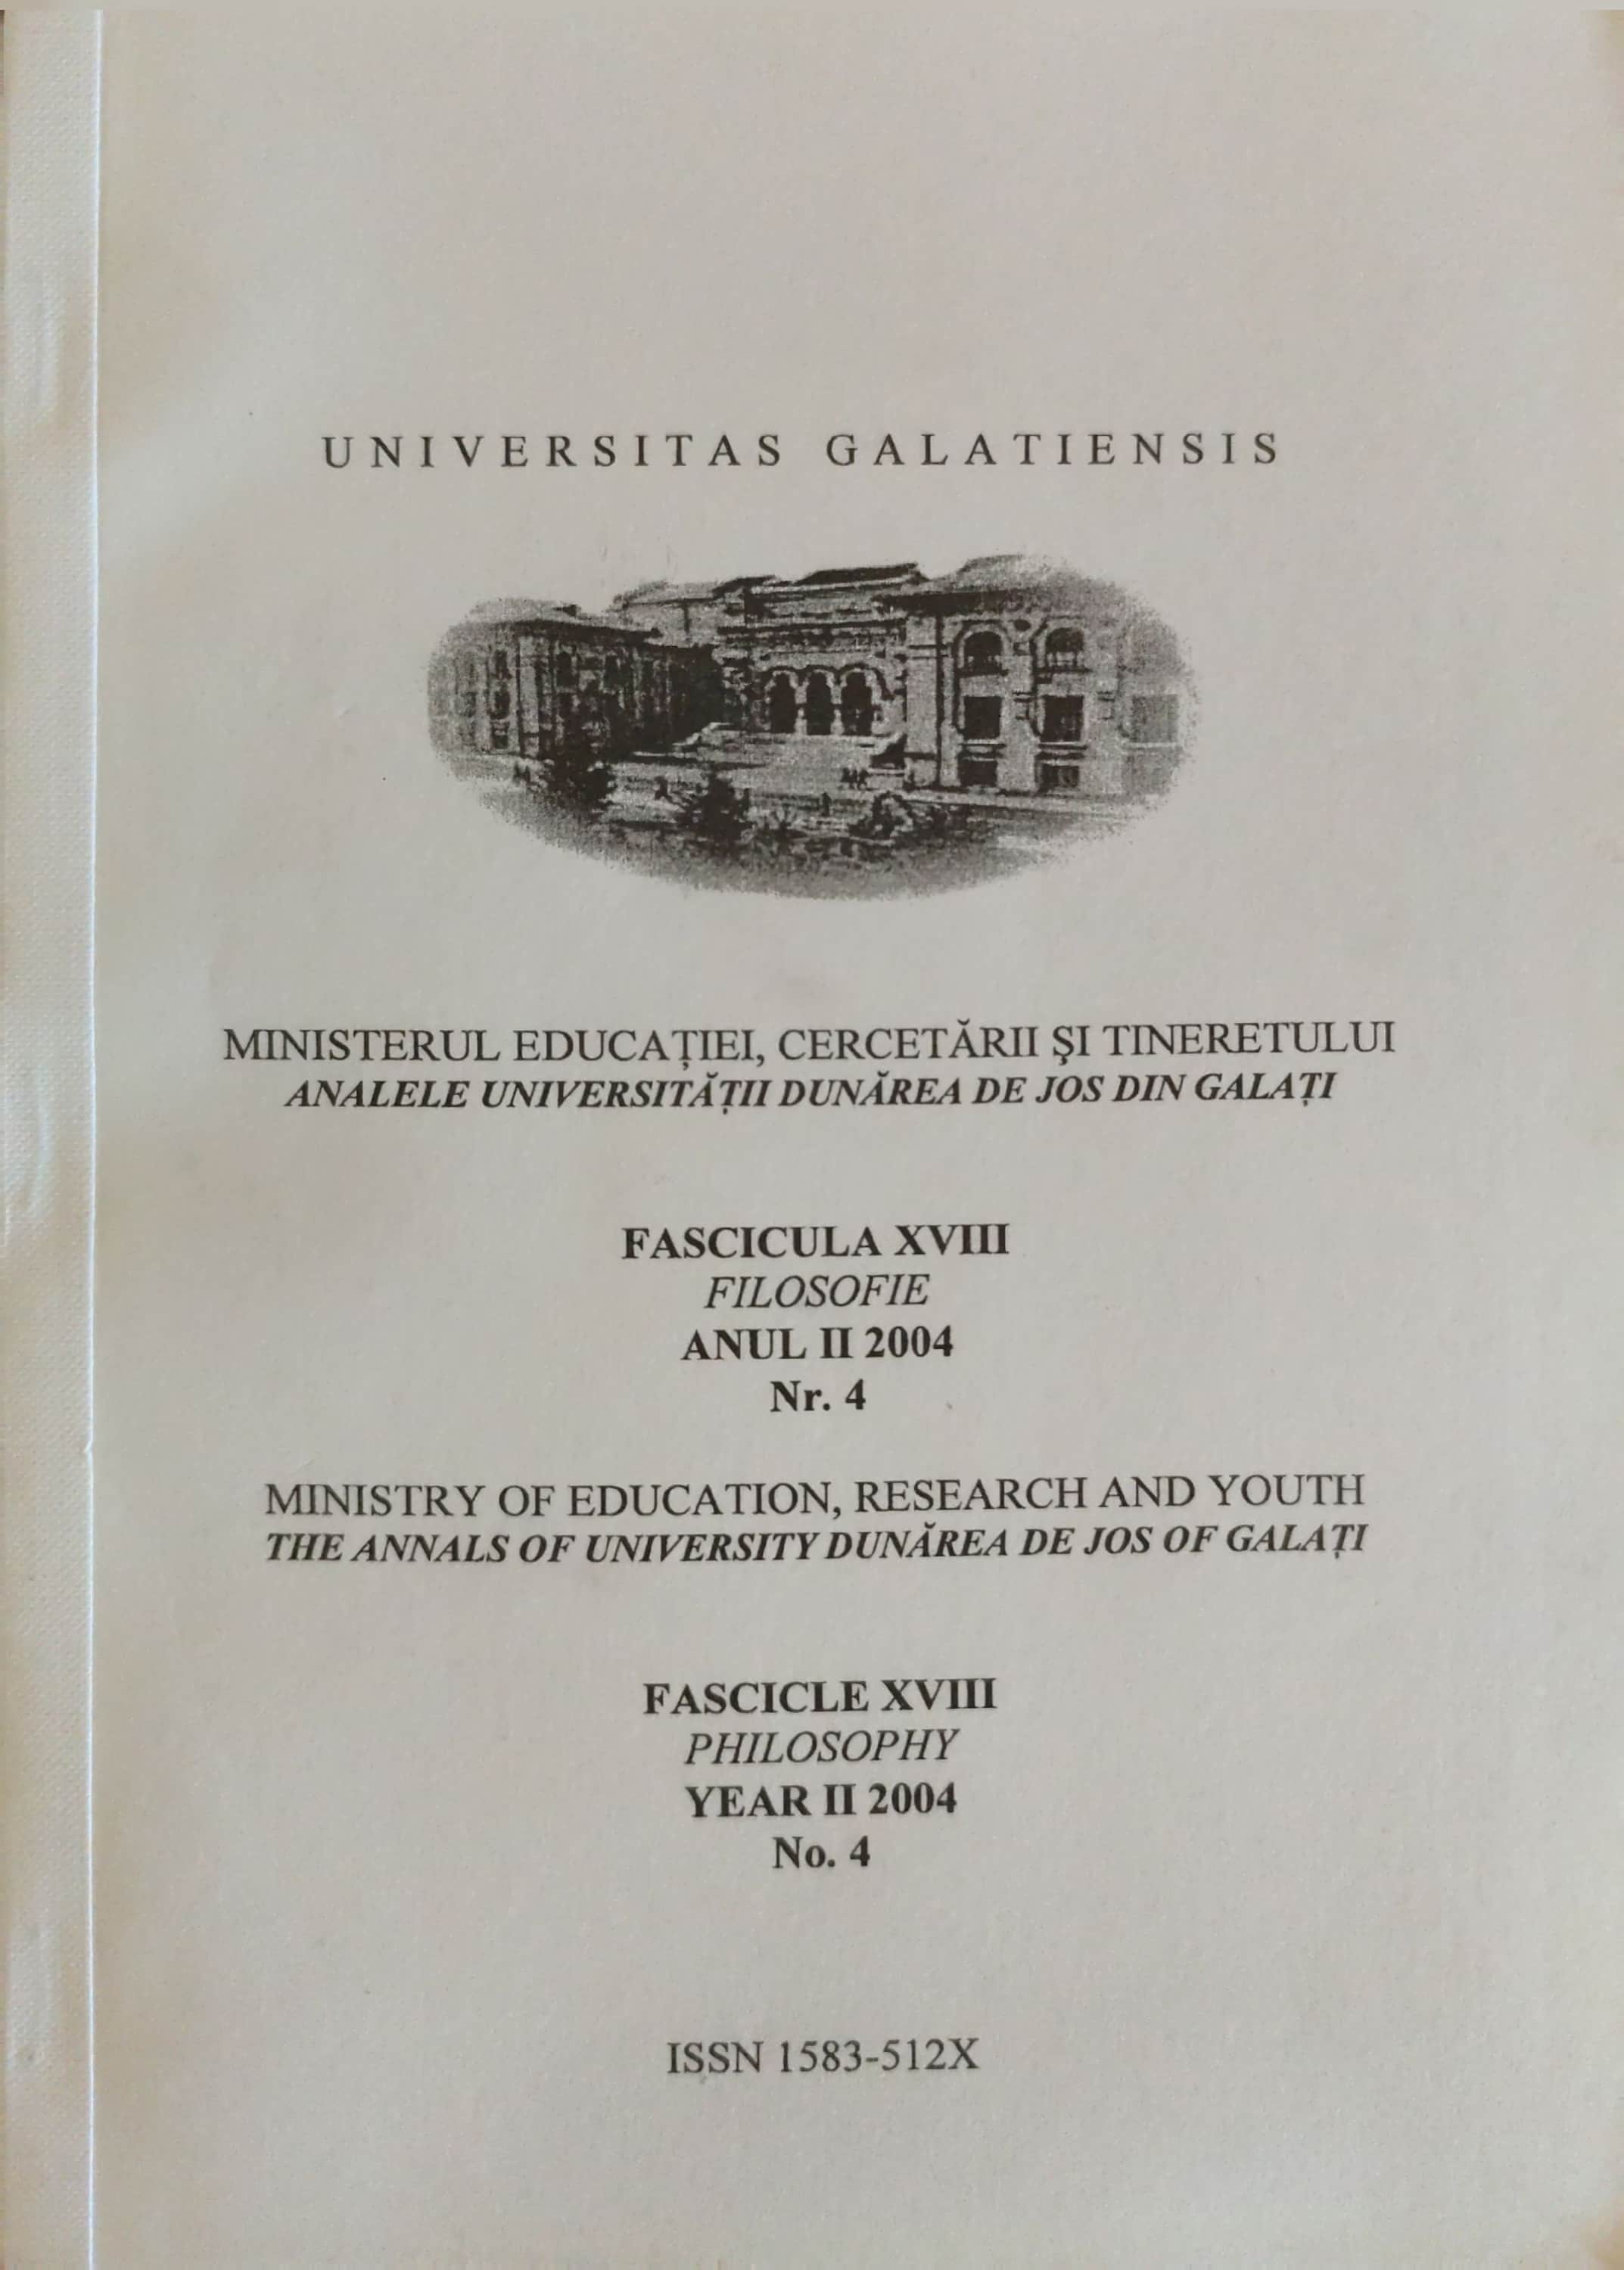 UNIVERSITAS GALATIENSIS
MINISTERUL EDUCAȚIEI, CERCETĂRII ŞI TINERETULUI
ANALELE UNIVERSITĂȚII DUNĂREA DE JOS DIN GALAȚI
FASCICULA XVIII
FILOSOFIE
ANUL II 2004
Nr. 4
MINISTRY OF EDUCATION, RESEARCH AND YOUTH
THE ANNALS OF UNIVERSITY DUNĂREA DE JOS OF GALAȚI
FASCICLE XVIII
PHILOSOPHY
YEAR II 2004
No. 4
ISSN 1583-512X